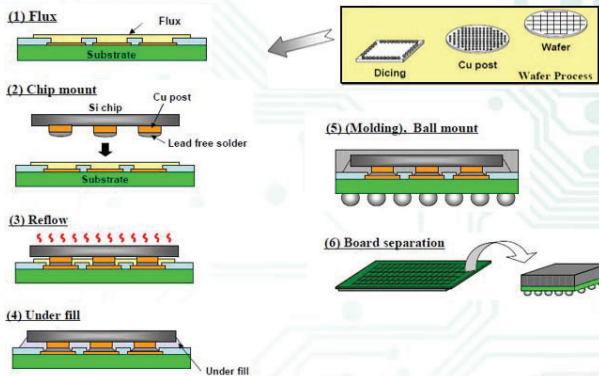 (1) Flux
Flux
Substrate
(2) Chip mount
Si chip
Cu post
Lead free solder
Substrate
(3) Reflow
(4) Under fill
Under fill
Wafer
Cu post
Dicing
Wafer Process
(5) (Molding), Ball mount
(6) Board separation